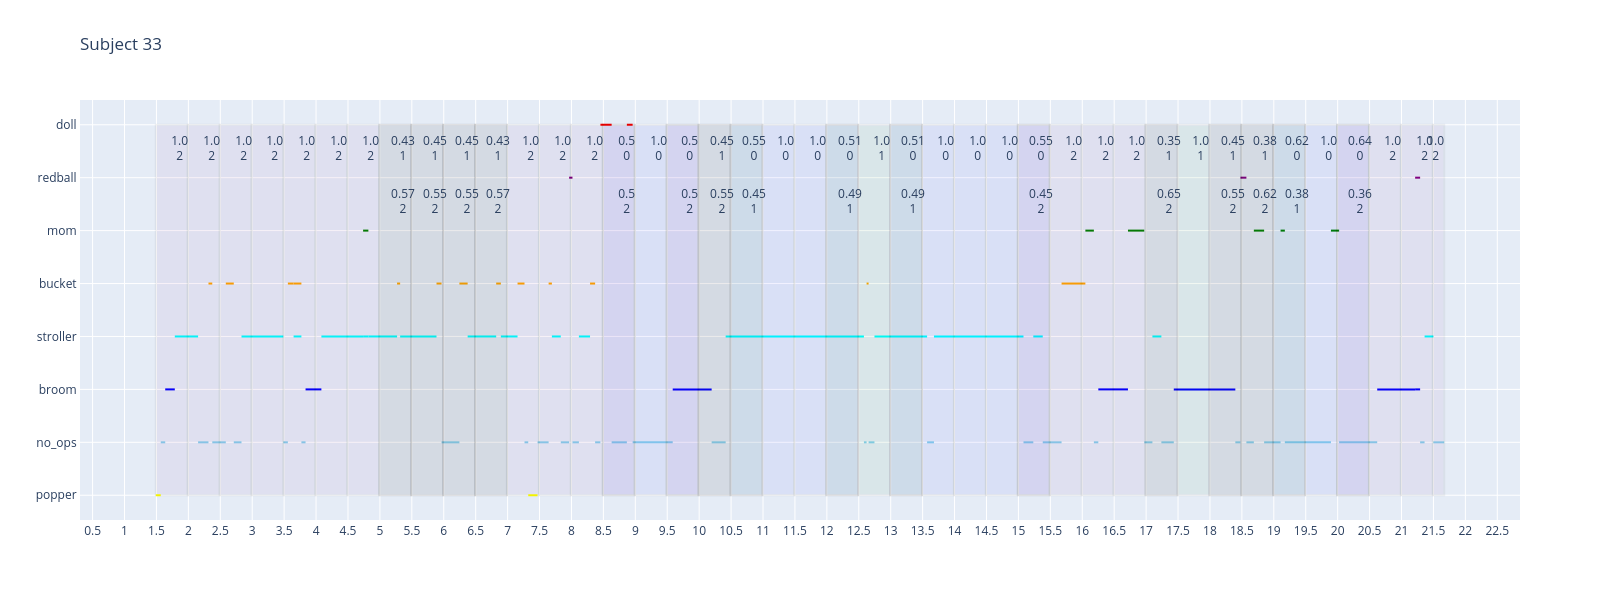 Subject 33
doll
1.0 1.0 1.0 1.0 1.0 1.0 1.0 0.43 0.45 0.45 0.43 1.0 1.0 1.0 0.5 1.0 0.5 0.45 0.55 1.0 1.0 0.51 1.0 0.51 1.0 1.0 1.0 0.55 1.0 1.0 1.0 0.35 1.0 0.45 0.38 0.62 1.0 0.64 1.0 1.0 1.0
2 2 2 2 2 2 2 1 1 1 1 2 2 2 0 0 0 1 0 0 0 0 1 0 0 0 0 0 2 2 2 1 1 1 1 0 0 0 2 2 2
redball
0.57 0.55 0.55 0.57 0.5 0.5 0.55 0.45 0.49 0.49 0.45 0.65 0.55 0.62 0.38 0.36
2 2 2 2 2 2 2 1 1 1 2 2 2 2 1 2
mom
bucket
stroller
broom
no_ops
popper
0.5 1 1.5 2 2.5 3 3.5 4 4.5 5 5.5 6 6.5 7 7.5 8 8.5 9 9.5 10 10.5 11 11.5 12 12.5 13 13.5 14 14.5 15 15.5 16 16.5 17 17.5 18 18.5 19 19.5 20 20.5 21 21.5 22 22.5